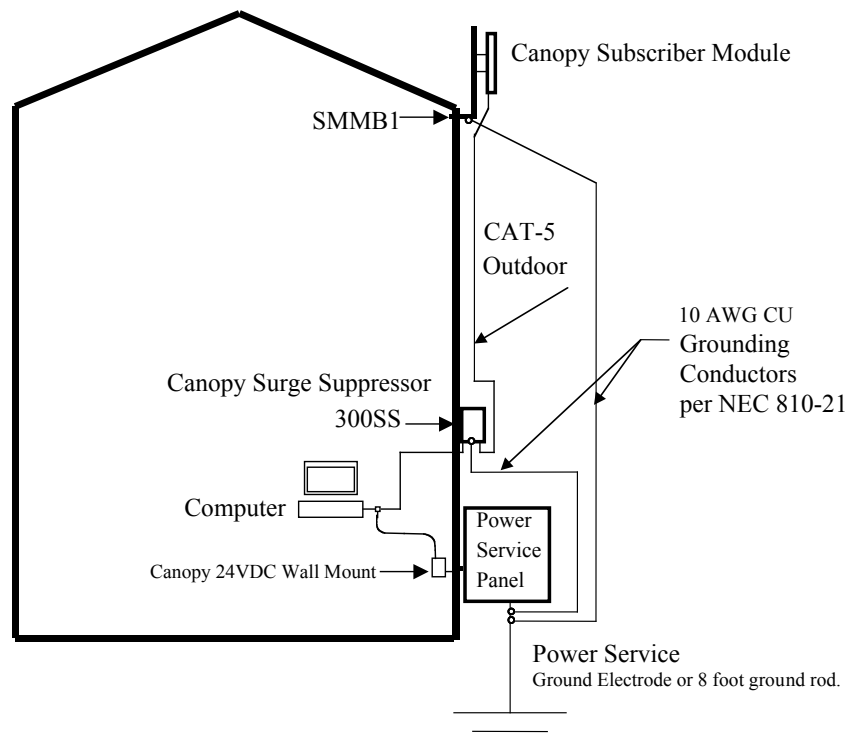 Canopy Subscriber Module
SMMB1
CAT-5
Outdoor
10 AWG CU
Grounding
Conductors
per NEC 810-21
Canopy Surge Suppressor
300SS
Computer
Power
Service
Panel
Canopy 24VDC Wall Mount
Power Service
Ground Electrode or 8 foot ground rod.